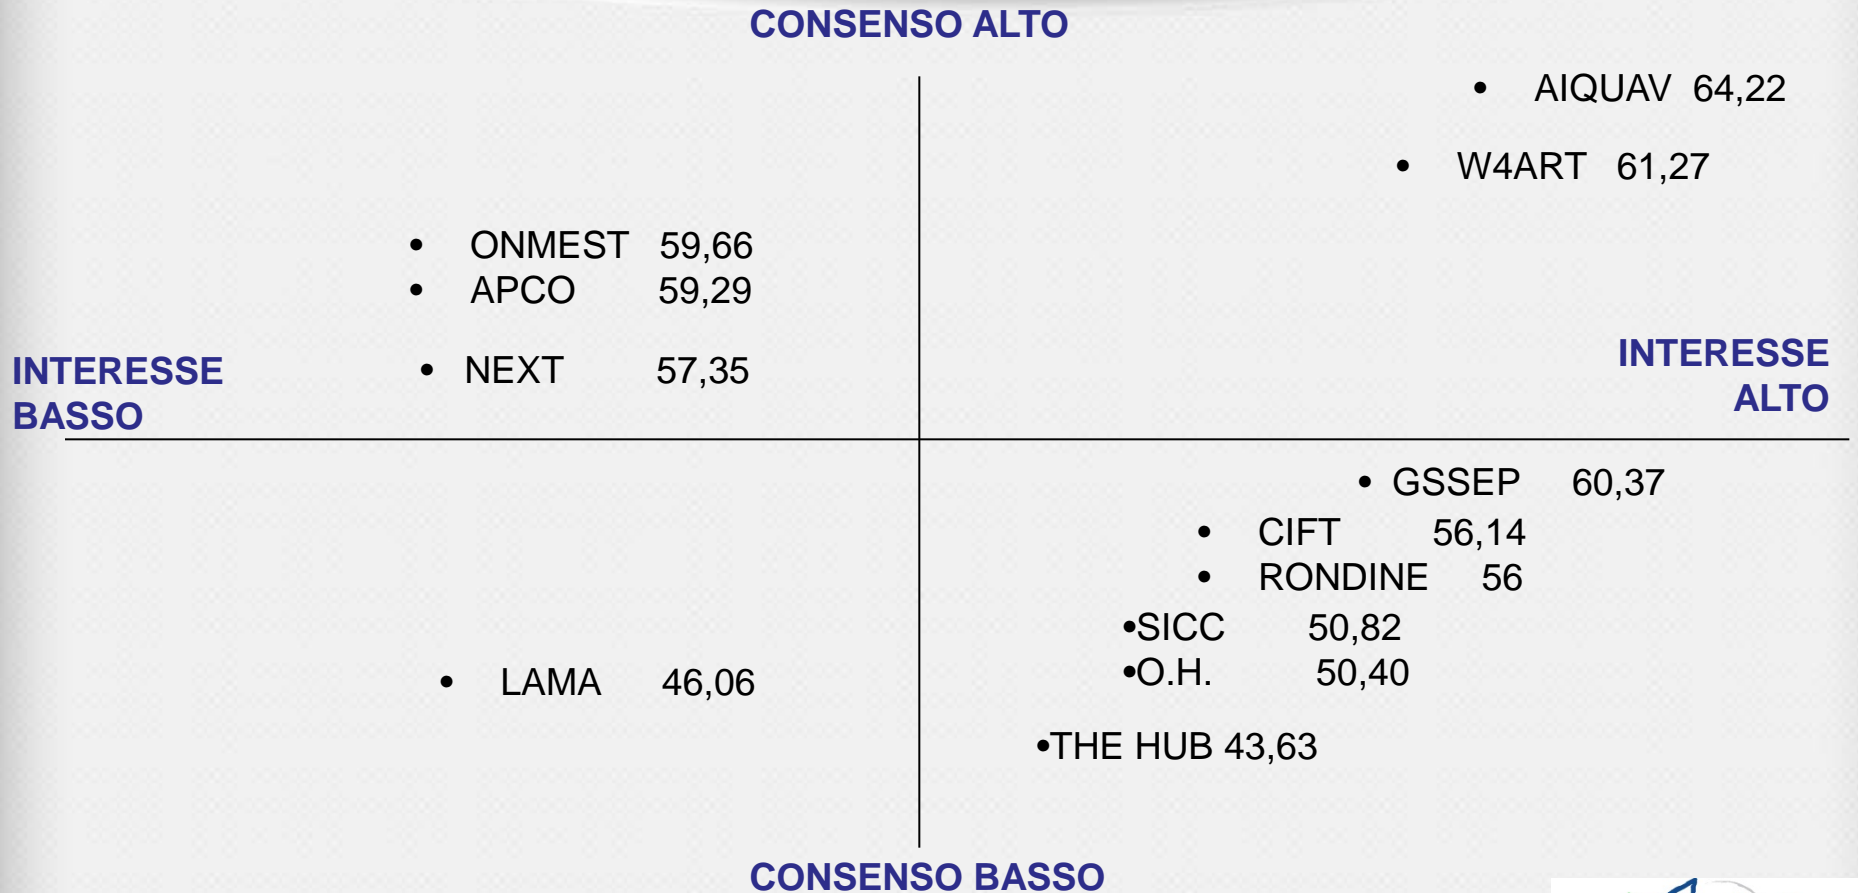 CONSENSO ALTO
• AIQUAV 64,22
• W4ART 61,27
• ONMEST 59,66
• APCO 59,29
• NEXT 57,35
INTERESSE
BASSO
INTERESSE
ALTO
• GSSEP 60,37
• CIFT 56,14
• RONDINE 56
•SICC 50,82
•O.H. 50,40
• LAMA 46,06
•THE HUB 43,63
CONSENSO BASSO